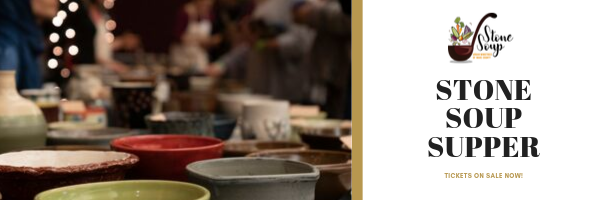 Stone
Soup
STONE
SOUP
SUPPER
TICKETS ON SALE NOW!